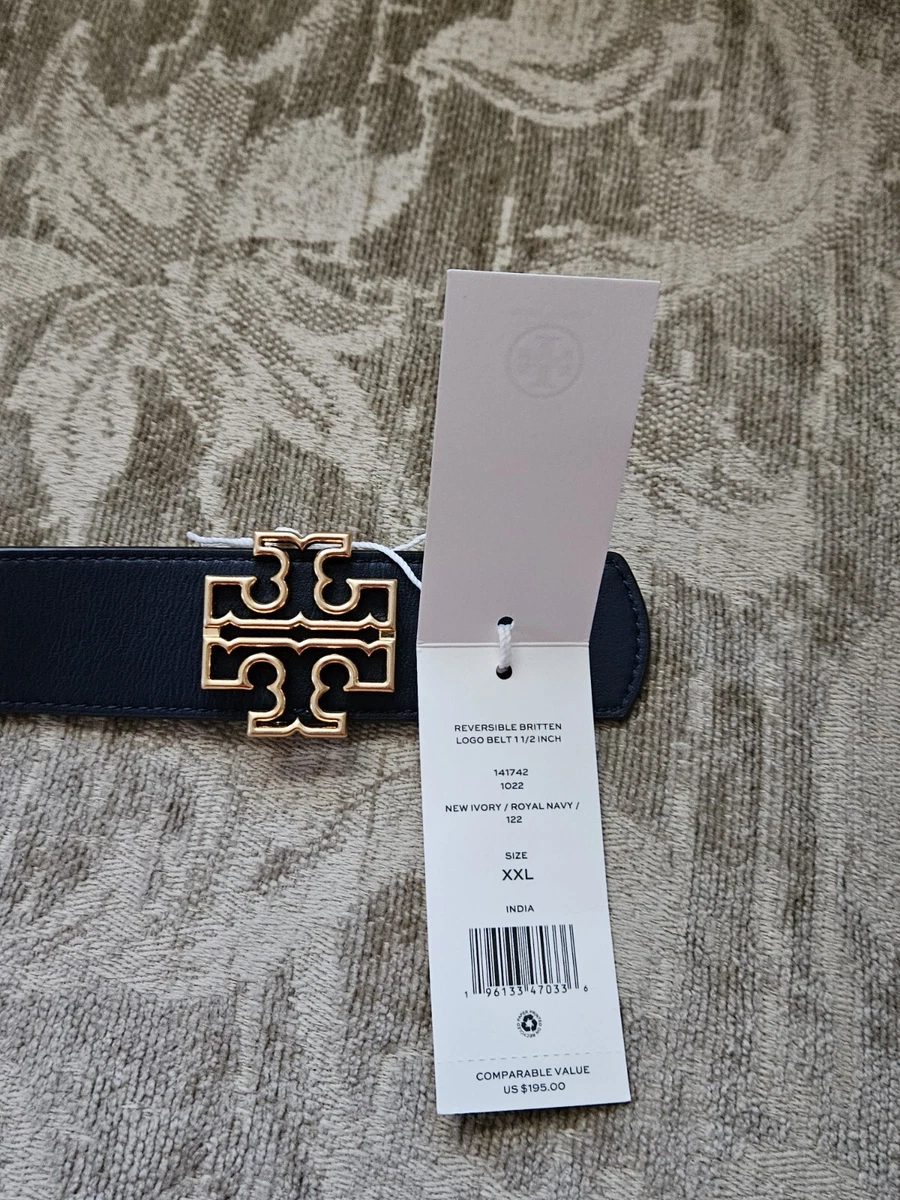 REVERSIBLE BRITTEN
LOGO BELT 1 1/2 INCH
141742
1022
NEW IVORY / ROYAL NAVY /
122
SIZE
XXL
INDIA
1 96133 47033 6
COMPARABLE VALUE
US $195.00